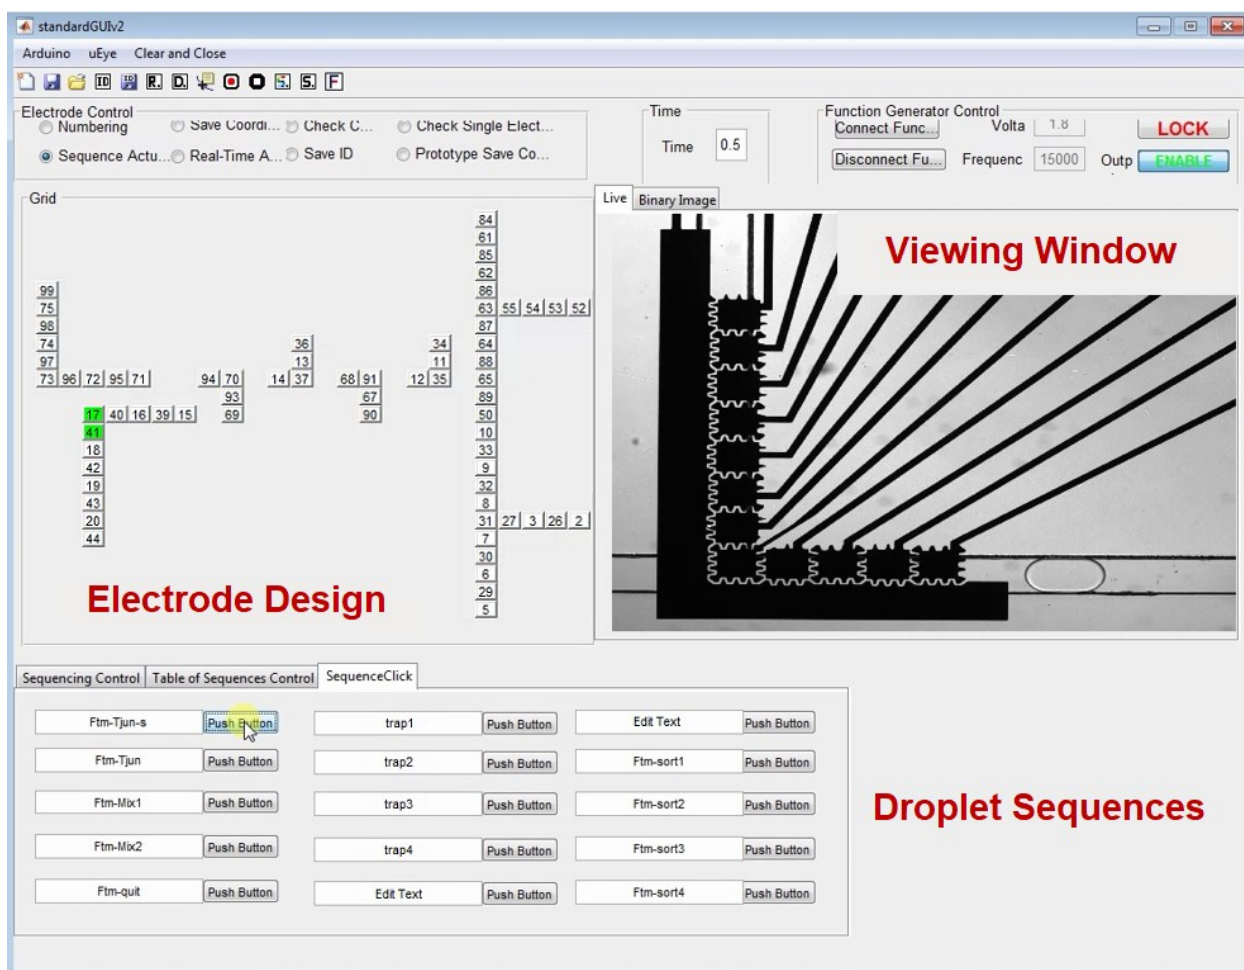 standardGUIv2
Arduino uEye Clear and Close
ID ID R. D. S. S. F
Electrode Control
Numbering Save Coordi... Check C... Check Single Elect...
Sequence Actu... Real-Time A... Save ID Prototype Save Co...
Time
Time 0.5
Function Generator Control
Connect Func... Volta 1.8 LOCK
Disconnect Fu... Frequenc 15000 Outp ENABLE
Grid
84
61
85
62
99 86
75 63 55 54 53 52
98 87
74 36 34 64
97 13 11 88
73 96 72 95 71 94 70 14 37 68 91 12 35 65
93 67 89
17 40 16 39 15 69 90 50
41 10
18 33
42 9
19 32
43 8
20 31 27 3 26 2
44 7
30
6
29
5
Electrode Design
Live Binary Image
Viewing Window
Sequencing Control Table of Sequences Control SequenceClick
Ftm-Tjun-s Push Button trap1 Push Button Edit Text Push Button
Ftm-Tjun Push Button trap2 Push Button Ftm-sort1 Push Button
Ftm-Mix1 Push Button trap3 Push Button Ftm-sort2 Push Button
Ftm-Mix2 Push Button trap4 Push Button Ftm-sort3 Push Button
Ftm-quit Push Button Edit Text Push Button Ftm-sort4 Push Button
Droplet Sequences